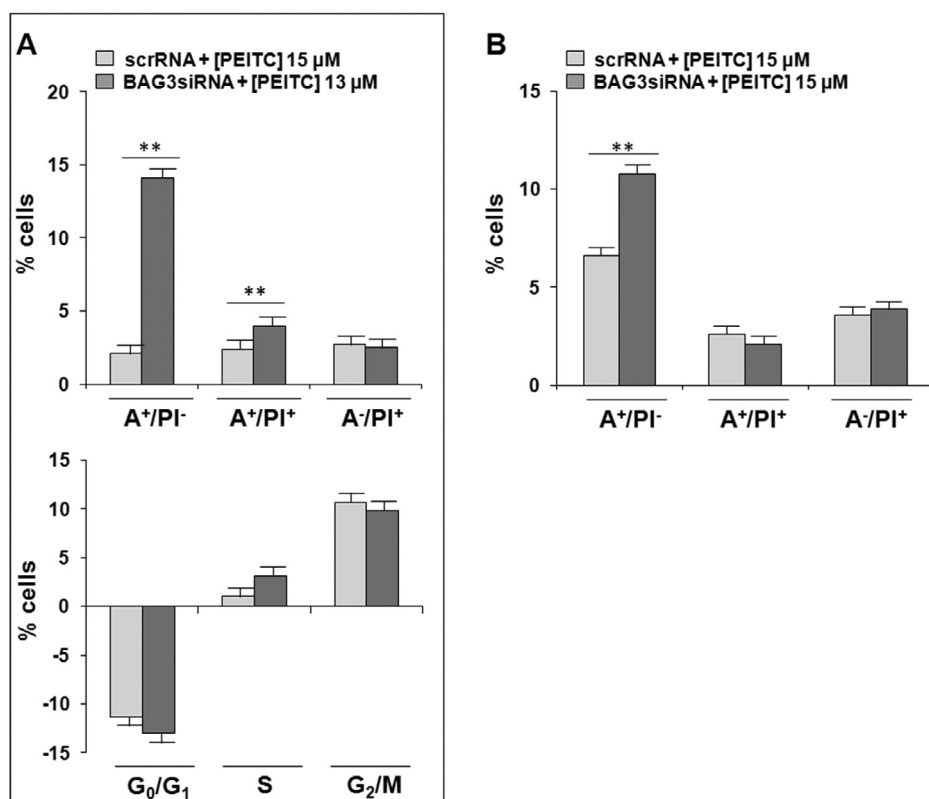 A
scrRNA + [PEITC] 15 µM
BAG3siRNA + [PEITC] 13 µM
20
15
10
5
0
% cells
**
**
A⁺/PI⁻
A⁺/PI⁺
A⁻/PI⁺
15
10
5
0
-5
-10
-15
% cells
G₀/G₁
S
G₂/M
B
scrRNA + [PEITC] 15 µM
BAG3siRNA + [PEITC] 15 µM
15
10
5
0
% cells
**
A⁺/PI⁻
A⁺/PI⁺
A⁻/PI⁺